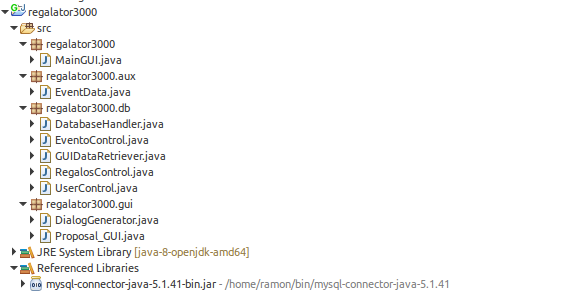 regalator3000
src
regalator3000
MainGUI.java
regalator3000.aux
EventData.java
regalator3000.db
DatabaseHandler.java
EventoControl.java
GUIDataRetriever.java
RegalosControl.java
UserControl.java
regalator3000.gui
DialogGenerator.java
Proposal_GUI.java
JRE System Library [java-8-openjdk-amd64]
Referenced Libraries
mysql-connector-java-5.1.41-bin.jar - /home/ramon/bin/mysql-connector-java-5.1.41